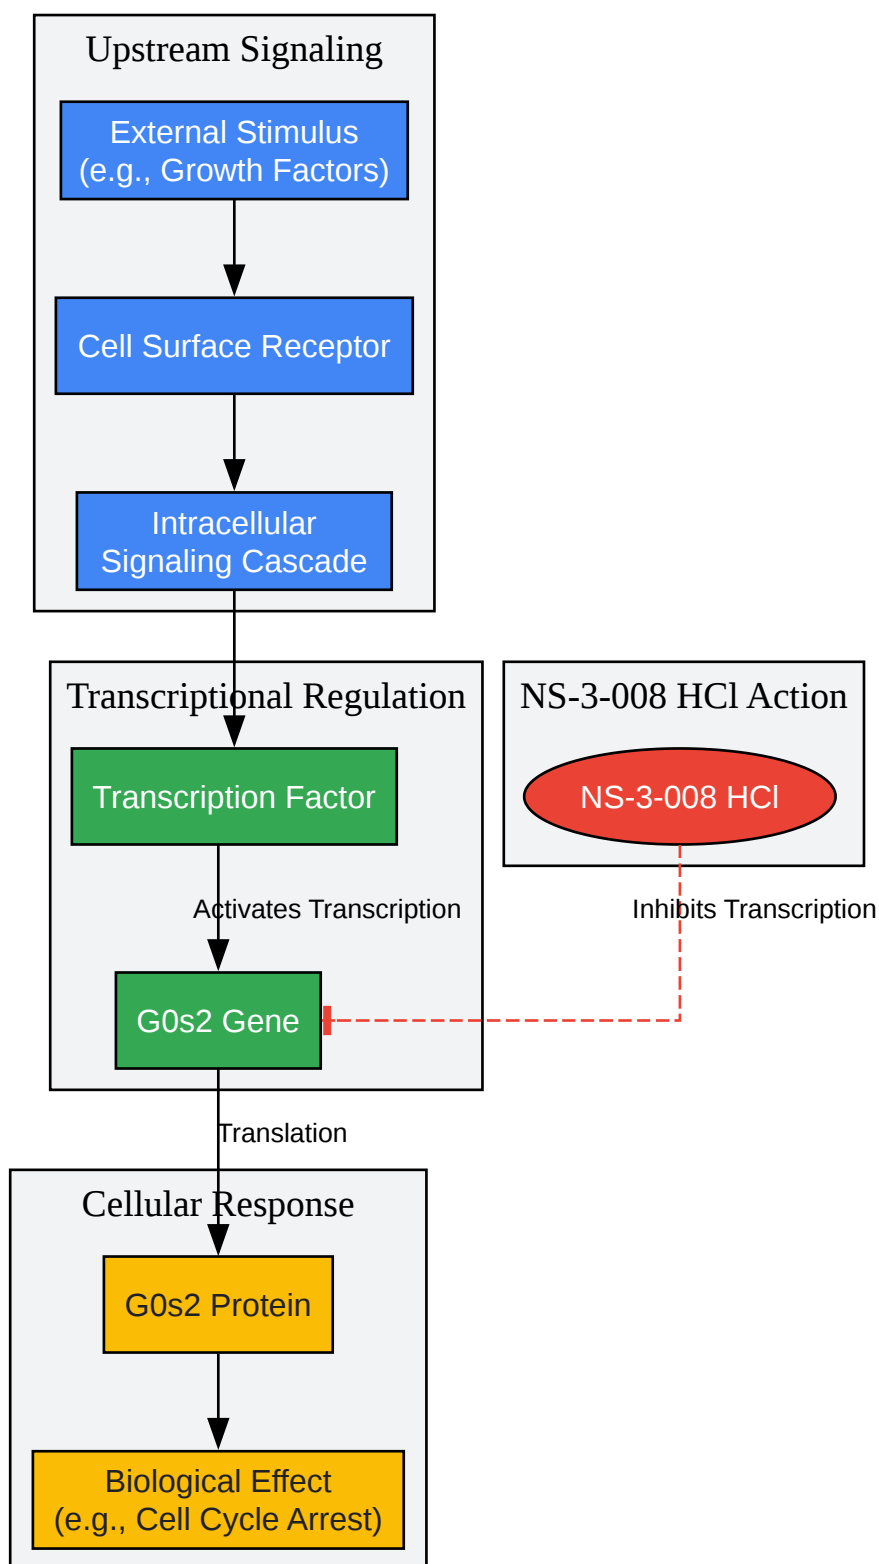 Upstream Signaling
External Stimulus
(e.g., Growth Factors)
Cell Surface Receptor
Intracellular
Signaling Cascade
Transcriptional Regulation
NS-3-008 HCl Action
Transcription Factor
NS-3-008 HCl
Activates Transcription
Inhibits Transcription
G0s2 Gene
Translation
Cellular Response
G0s2 Protein
Biological Effect
(e.g., Cell Cycle Arrest)